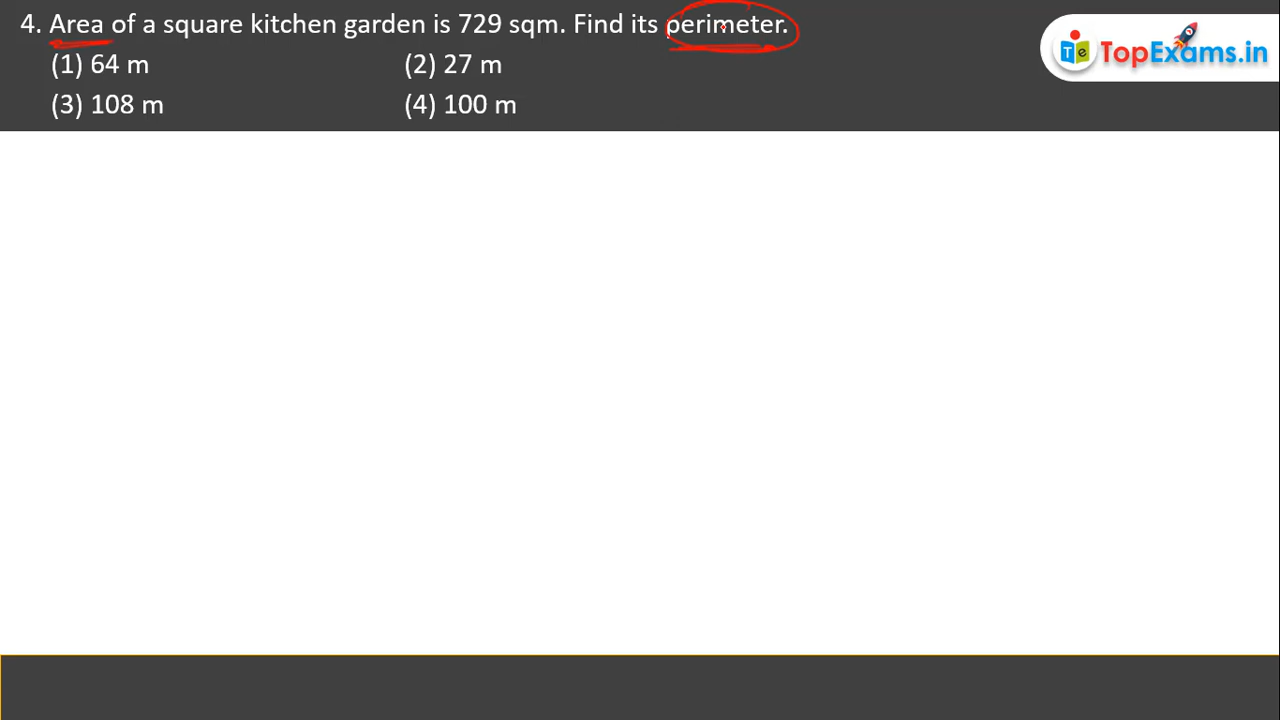 4. Area of a square kitchen garden is 729 sqm. Find its perimeter.
(1) 64 m (2) 27 m
(3) 108 m (4) 100 m
Te TopExams.in